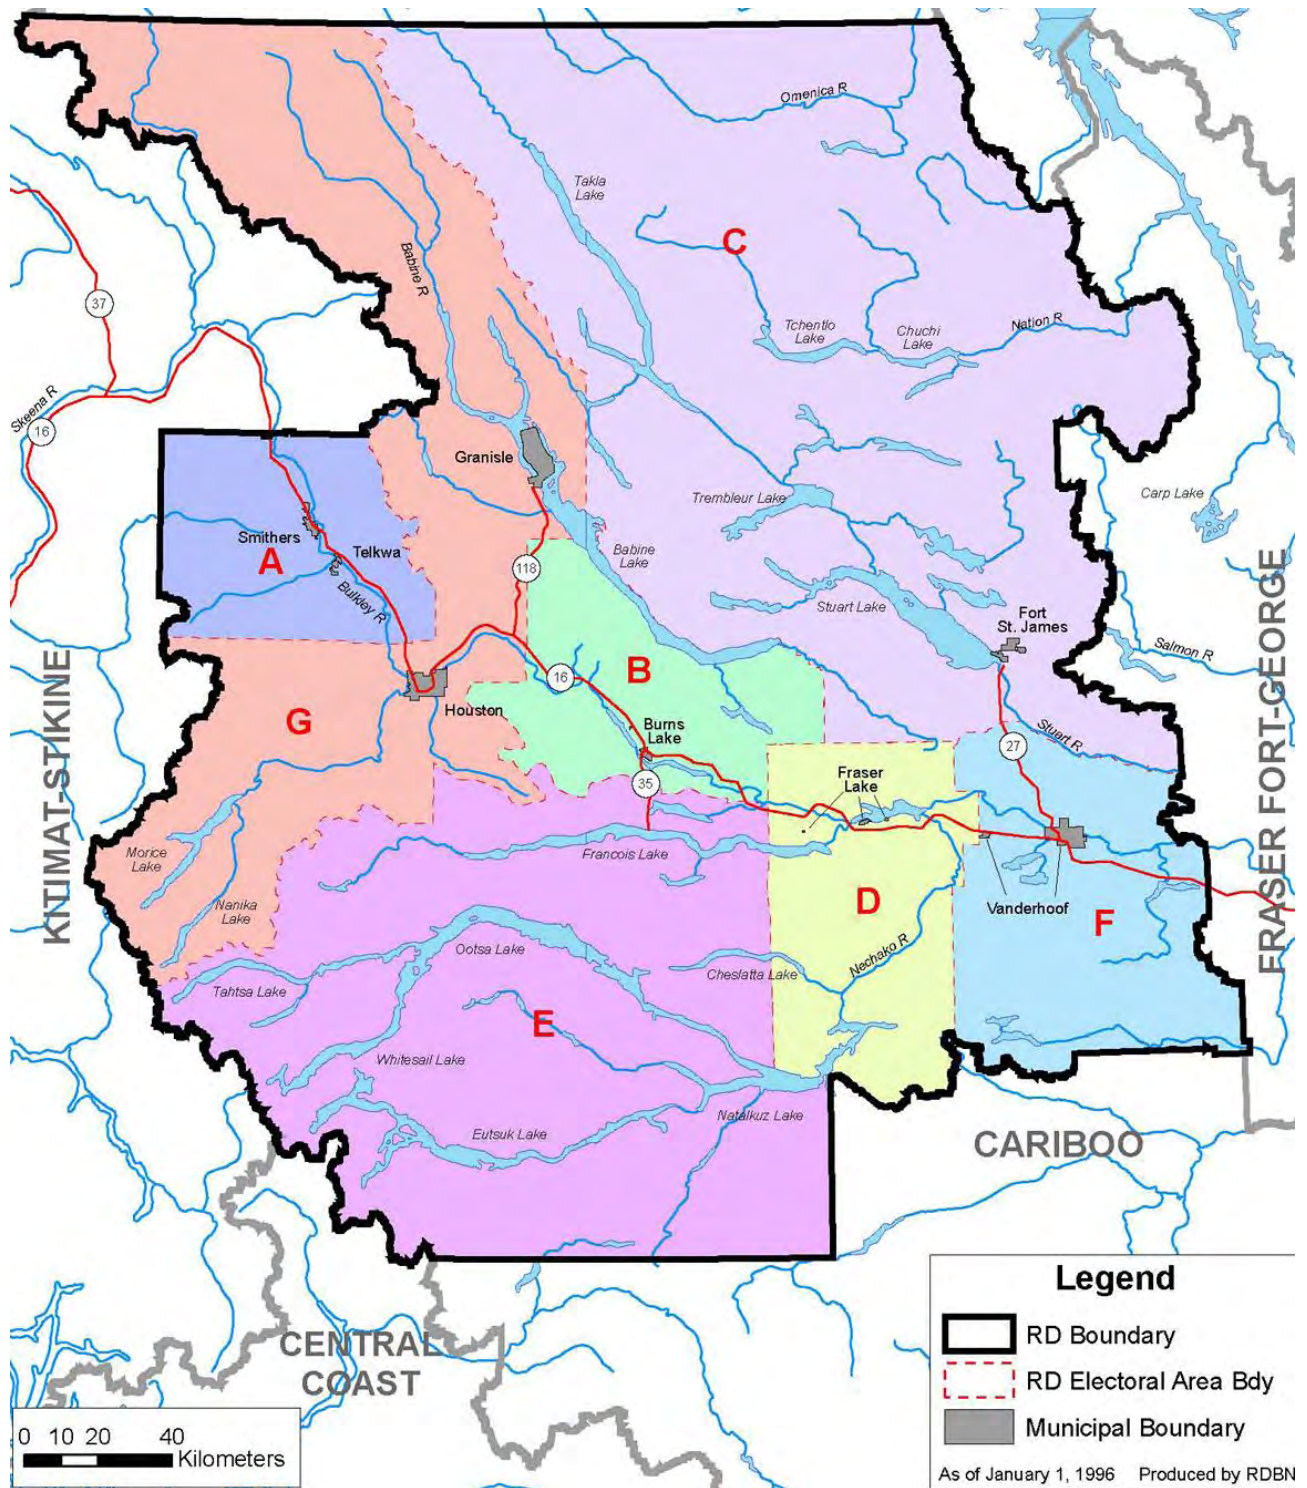 Omenica R
Takla
Lake
C
Babine R
37
Tchentlo
Lake
Chuchi
Lake
Nation R
Skeena R
16
Granisle
Trembleur Lake
Carp Lake
Smithers
A
Telkwa
Bulkley R
118
Babine
Lake
Stuart Lake
Fort
St. James
Salmon R
KITIMAT-STIKINE
FRASER FORT-GEORGE
B
16
G
Houston
Burns
Lake
35
27
Stuart R
Fraser
Lake
Morice
Lake
Nanika
Lake
Francois Lake
Vanderhoof
D
F
Nechako R
Ootsa Lake
Cheslatta Lake
Tahtsa Lake
E
Whitesail Lake
Natalkuz Lake
Eutsuk Lake
CARIBOO
CENTRAL
COAST
Legend
RD Boundary
RD Electoral Area Bdy
Municipal Boundary
As of January 1, 1996 Produced by RDBN
0 10 20 40
Kilometers